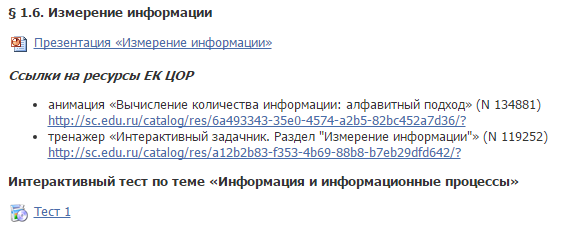 § 1.6. Измерение информации
Презентация «Измерение информации»
Ссылки на ресурсы ЕК ЦОР
• анимация «Вычисление количества информации: алфавитный подход» (N 134881)
http://sc.edu.ru/catalog/res/6a493343-35e0-4574-a2b5-82bc452a7d36/?
• тренажер «Интерактивный задачник. Раздел "Измерение информации"» (N 119252)
http://sc.edu.ru/catalog/res/a12b2b83-f353-4b69-88b8-b7eb29dfd642/?
Интерактивный тест по теме «Информация и информационные процессы»
Тест 1